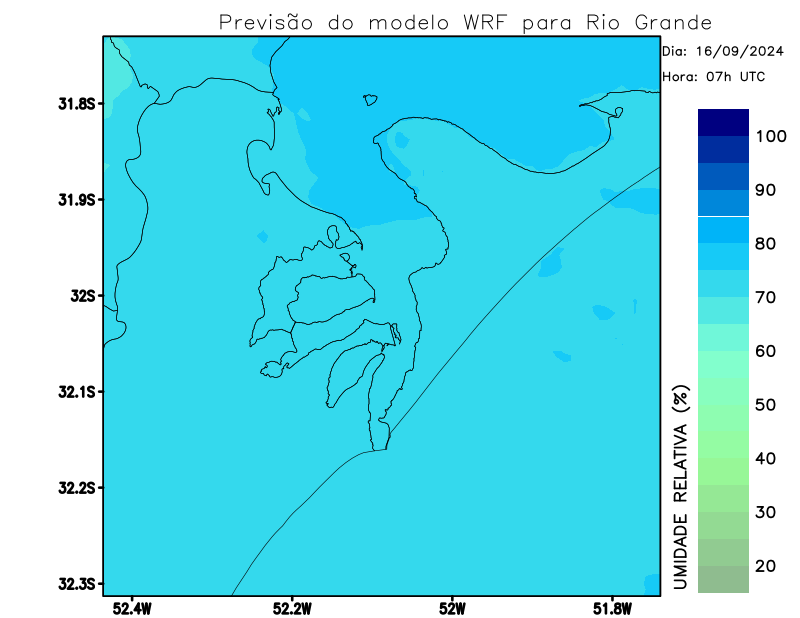 Previsão do modelo WRF para Rio Grande
Dia: 16/09/2024
Hora: 07h UTC
31.8S
31.9S
32S
32.1S
32.2S
32.3S
52.4W
52.2W
52W
51.8W
100
90
80
70
60
50
40
30
20
UMIDADE RELATIVA (%)